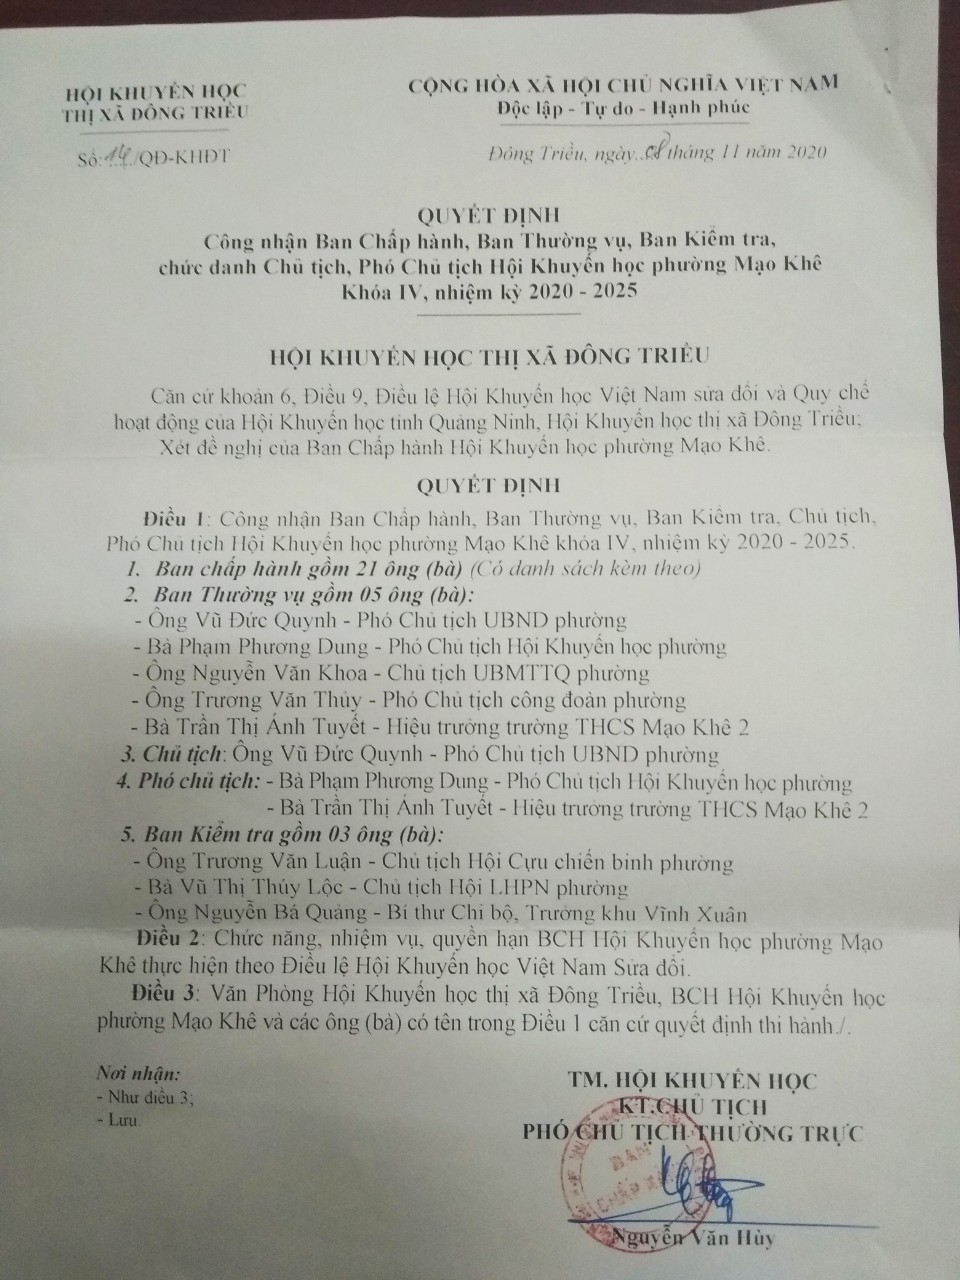 HỘI KHUYẾN HỌC
THỊ XÃ ĐÔNG TRIỀU
Số: 14/QĐ-KHĐT
CỘNG HÒA XÃ HỘI CHỦ NGHĨA VIỆT NAM
Độc lập - Tự do - Hạnh phúc
Đông Triều, ngày 08 tháng 11 năm 2020
QUYẾT ĐỊNH
Công nhận Ban Chấp hành, Ban Thường vụ, Ban Kiểm tra,
chức danh Chủ tịch, Phó Chủ tịch Hội Khuyến học phường Mạo Khê
Khóa IV, nhiệm kỳ 2020 - 2025
HỘI KHUYẾN HỌC THỊ XÃ ĐÔNG TRIỀU
Căn cứ khoản 6, Điều 9, Điều lệ Hội Khuyến học Việt Nam sửa đổi và Quy chế
hoạt động của Hội Khuyến học tỉnh Quảng Ninh, Hội Khuyến học thị xã Đông Triều;
Xét đề nghị của Ban Chấp hành Hội Khuyến học phường Mạo Khê.
QUYẾT ĐỊNH
Điều 1: Công nhận Ban Chấp hành, Ban Thường vụ, Ban Kiểm tra, Chủ tịch,
Phó Chủ tịch Hội Khuyến học phường Mạo Khê khóa IV, nhiệm kỳ 2020 - 2025.
1. Ban chấp hành gồm 21 ông (bà) (Có danh sách kèm theo)
2. Ban Thường vụ gồm 05 ông (bà):
- Ông Vũ Đức Quynh - Phó Chủ tịch UBND phường
- Bà Phạm Phương Dung - Phó Chủ tịch Hội Khuyến học phường
- Ông Nguyễn Văn Khoa - Chủ tịch UBMTTQ phường
- Ông Trương Văn Thủy - Phó Chủ tịch công đoàn phường
- Bà Trần Thị Ánh Tuyết - Hiệu trưởng trường THCS Mạo Khê 2
3. Chủ tịch: Ông Vũ Đức Quynh - Phó Chủ tịch UBND phường
4. Phó chủ tịch: - Bà Phạm Phương Dung - Phó Chủ tịch Hội Khuyến học phường
- Bà Trần Thị Ánh Tuyết - Hiệu trưởng trường THCS Mạo Khê 2
5. Ban Kiểm tra gồm 03 ông (bà):
- Ông Trương Văn Luận - Chủ tịch Hội Cựu chiến binh phường
- Bà Vũ Thị Thúy Lộc - Chủ tịch Hội LHPN phường
- Ông Nguyễn Bá Quảng - Bí thư Chi bộ, Trưởng khu Vĩnh Xuân
Điều 2: Chức năng, nhiệm vụ, quyền hạn BCH Hội Khuyến học phường Mạo
Khê thực hiện theo Điều lệ Hội Khuyến học Việt Nam Sửa đổi.
Điều 3: Văn Phòng Hội Khuyến học thị xã Đông Triều, BCH Hội Khuyến học
phường Mạo Khê và các ông (bà) có tên trong Điều 1 căn cứ quyết định thi hành./.
Nơi nhận:
- Như điều 3;
- Lưu.
TM. HỘI KHUYẾN HỌC
KT.CHỦ TỊCH
PHÓ CHỦ TỊCH THƯỜNG TRỰC
BAN
CHẤP
Nguyễn Văn Hủy